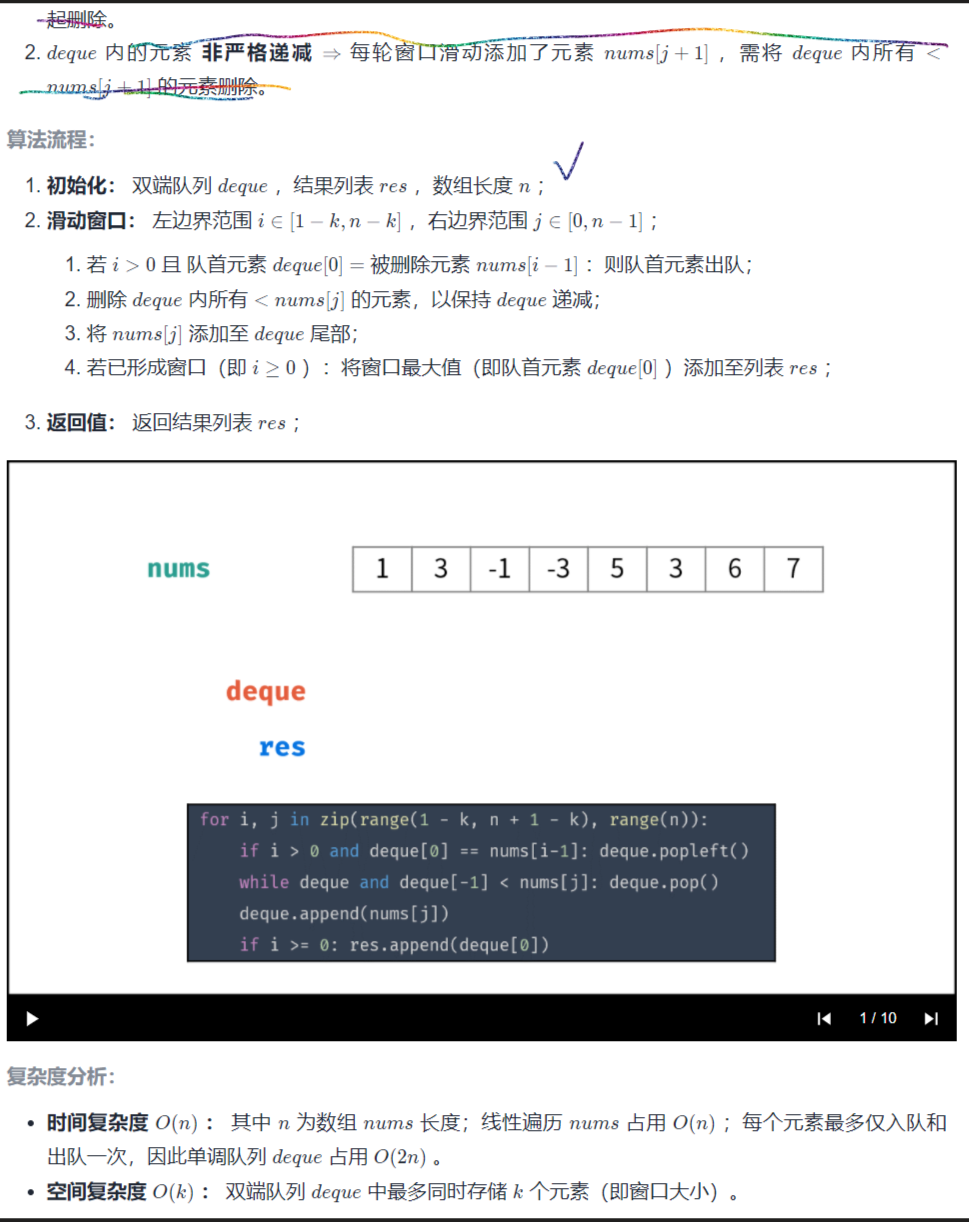 起删除。
2. deque 内的元素 非严格递减 ⇒ 每轮窗口滑动添加了元素 nums[j + 1] ，需将 deque 内所有 <
nums[j + 1] 的元素删除。
算法流程：
1. 初始化： 双端队列 deque ，结果列表 res ，数组长度 n ；
2. 滑动窗口： 左边界范围 i ∈ [1 − k, n − k] ，右边界范围 j ∈ [0, n − 1] ；
1. 若 i > 0 且 队首元素 deque[0] = 被删除元素 nums[i − 1] ：则队首元素出队；
2. 删除 deque 内所有 < nums[j] 的元素，以保持 deque 递减；
3. 将 nums[j] 添加至 deque 尾部；
4. 若已形成窗口（即 i ≥ 0 ）：将窗口最大值（即队首元素 deque[0] ）添加至列表 res ；
3. 返回值： 返回结果列表 res ；
nums 1 3 -1 -3 5 3 6 7
deque
res
for i, j in zip(range(1 - k, n + 1 - k), range(n)):
if i > 0 and deque[0] == nums[i-1]: deque.popleft()
while deque and deque[-1] < nums[j]: deque.pop()
deque.append(nums[j])
if i >= 0: res.append(deque[0])
1 / 10
复杂度分析：
• 时间复杂度 O(n) ： 其中 n 为数组 nums 长度；线性遍历 nums 占用 O(n) ；每个元素最多仅入队和
出队一次，因此单调队列 deque 占用 O(2n) 。
• 空间复杂度 O(k) ： 双端队列 deque 中最多同时存储 k 个元素（即窗口大小）。